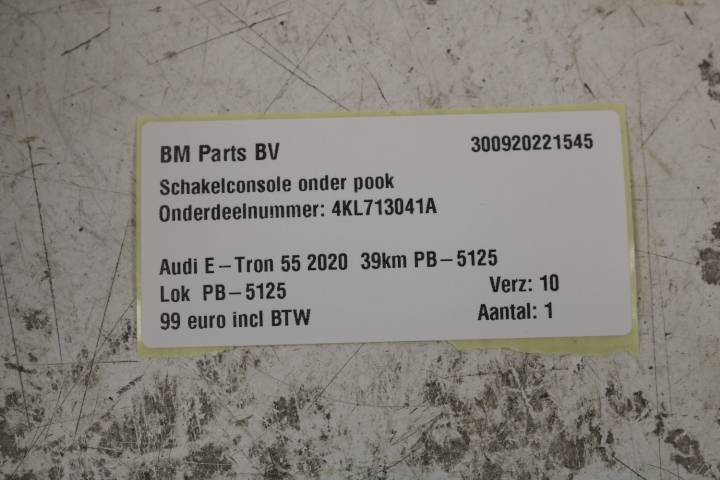 BM Parts BV 300920221545
Schakelconsole onder pook
Onderdeelnummer: 4KL713041A
Audi E-Tron 55 2020 39km PB-5125
Lok PB-5125 Verz: 10
99 euro incl BTW Aantal: 1